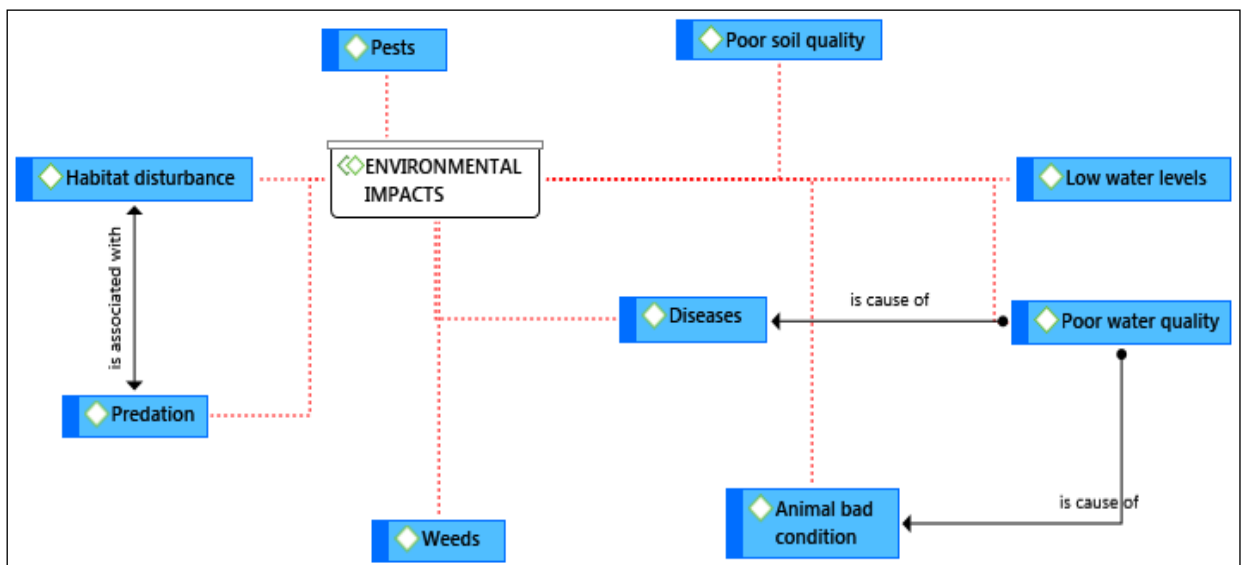 Pests
Poor soil quality
ENVIRONMENTAL
IMPACTS
Habitat disturbance
Low water levels
is associated with
is cause of
Diseases
Poor water quality
Predation
is cause of
Animal bad
condition
Weeds